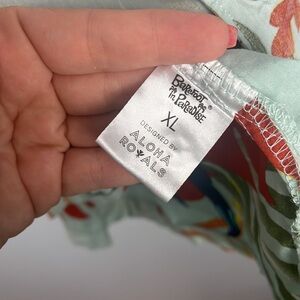 BAREFOOT
IN PARADISE
XL
DESIGNED BY
ALOHA
ROYALS